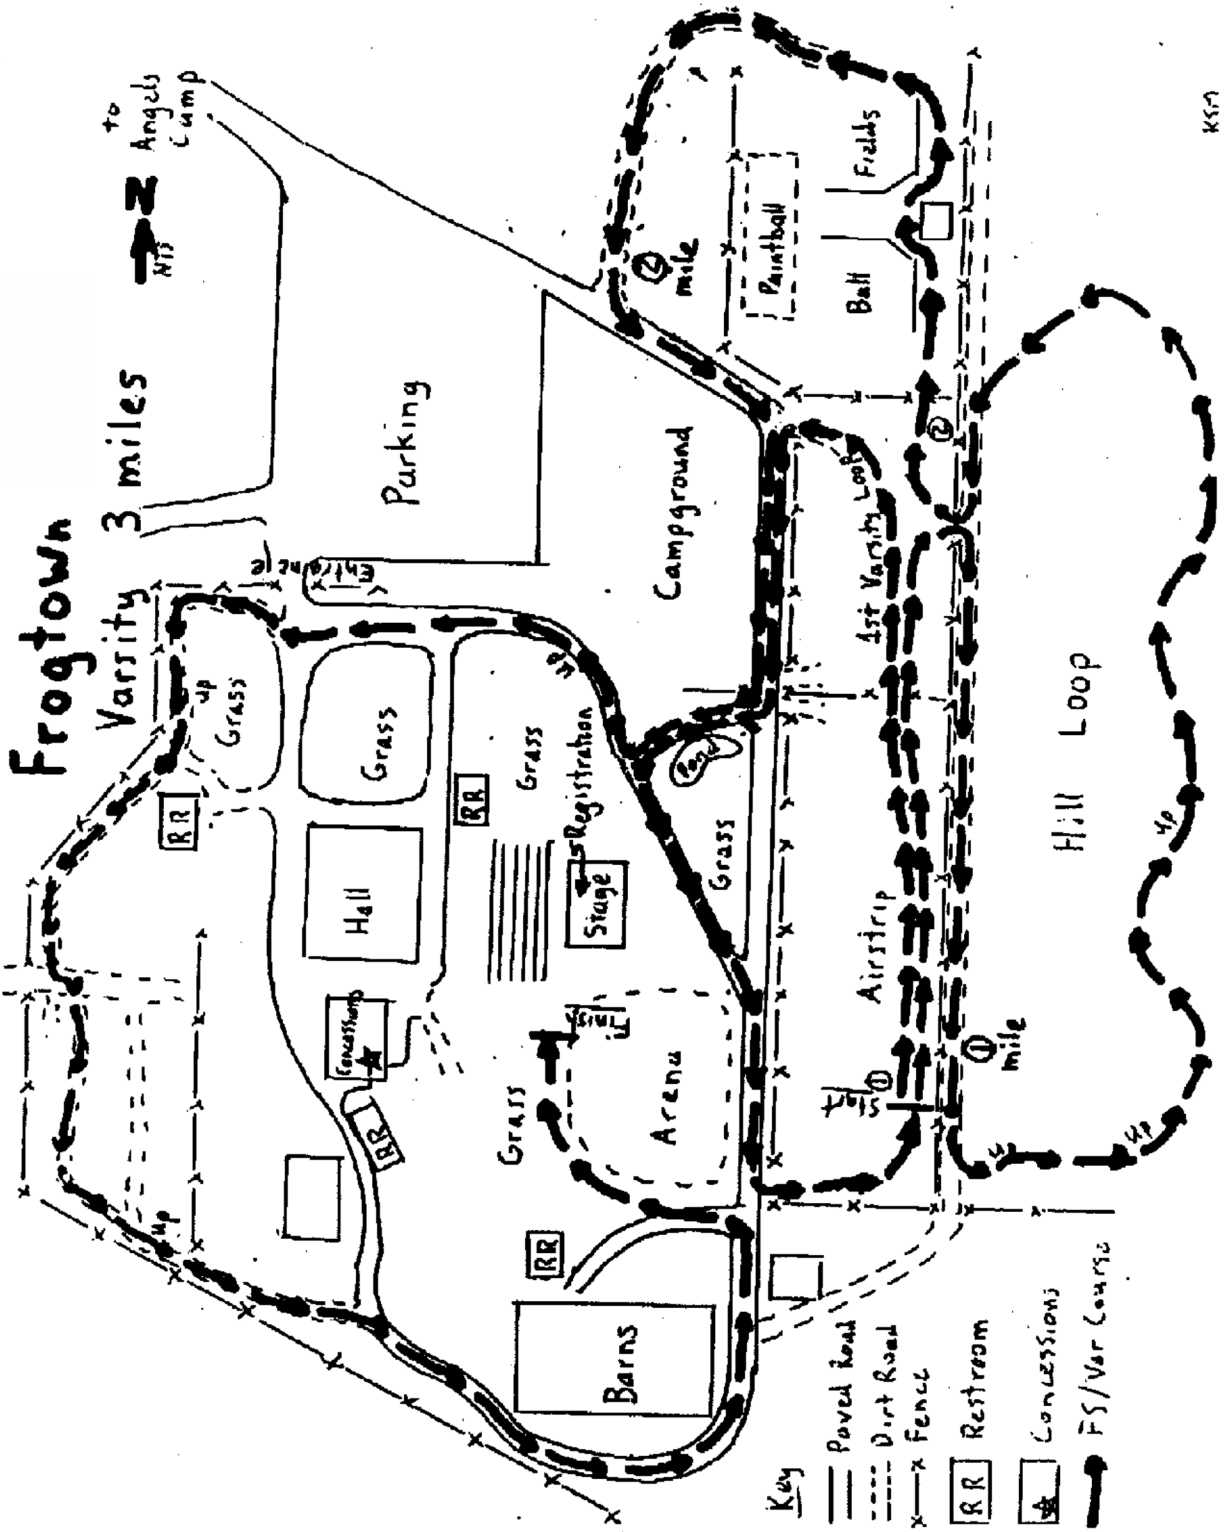 Frogtown
Varsity 3 miles
N
to
Angels
Camp
Parking
Entrance
Campground
2
mile
Paintball
Ball Fields
up
Grass
Grass
Grass
up
Registration
Stage
RR
RR
Hall
Pond
Grass
1st Varsity Loop
2
Airstrip
Start
1
1
mile
Hill Loop
up
up
Concessions
RR
Grass
Finish
Arena
up
RR
Barns
Key
Paved Road
Dirt Road
Fence
RR Restroom
Concessions
FS/Var Course
KSM